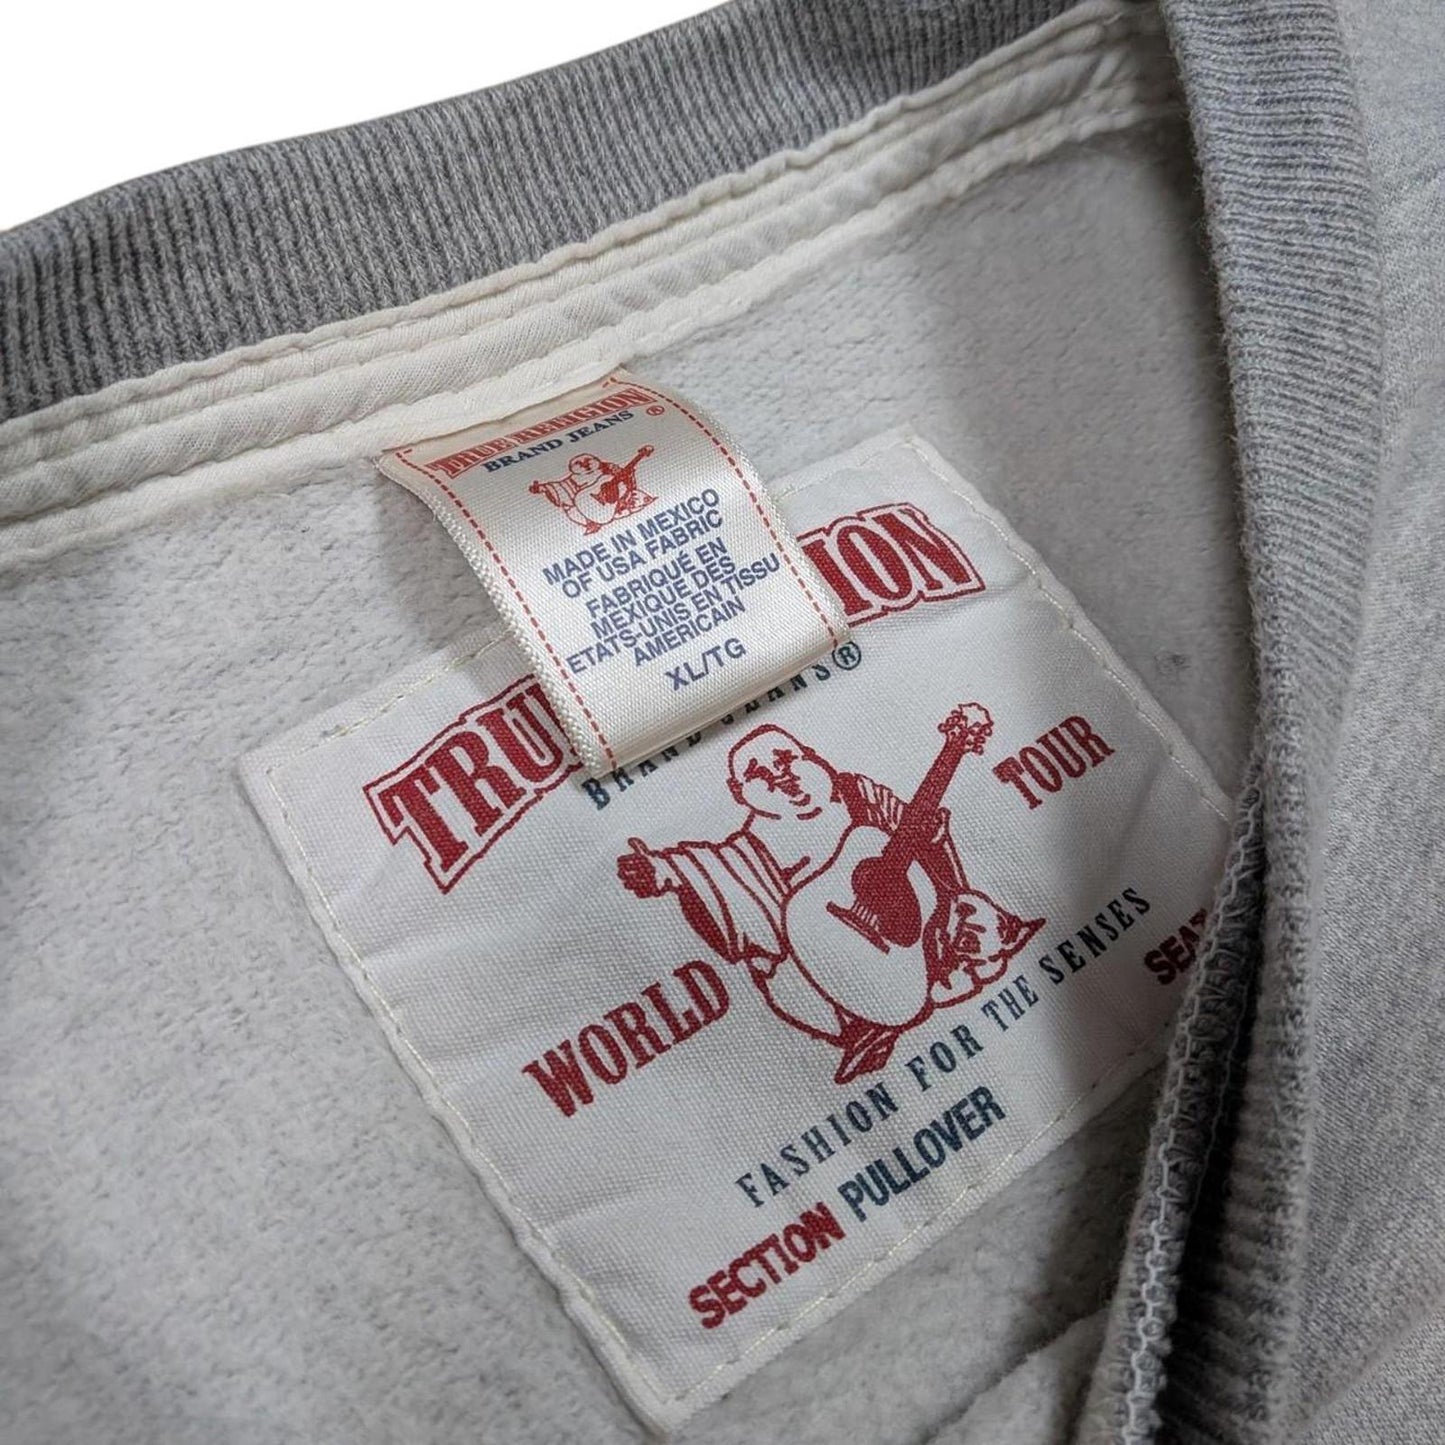 TRUE RELIGION ®
BRAND JEANS
MADE IN MEXICO
OF USA FABRIC
FABRIQUÉ EN
MEXIQUE DES
ETATS-UNIS EN TISSU
AMERICAIN
XL/TG
TRU ION
BRAND JEANS®
WORLD TOUR
FASHION FOR THE SENSES
SECTION PULLOVER
SEA